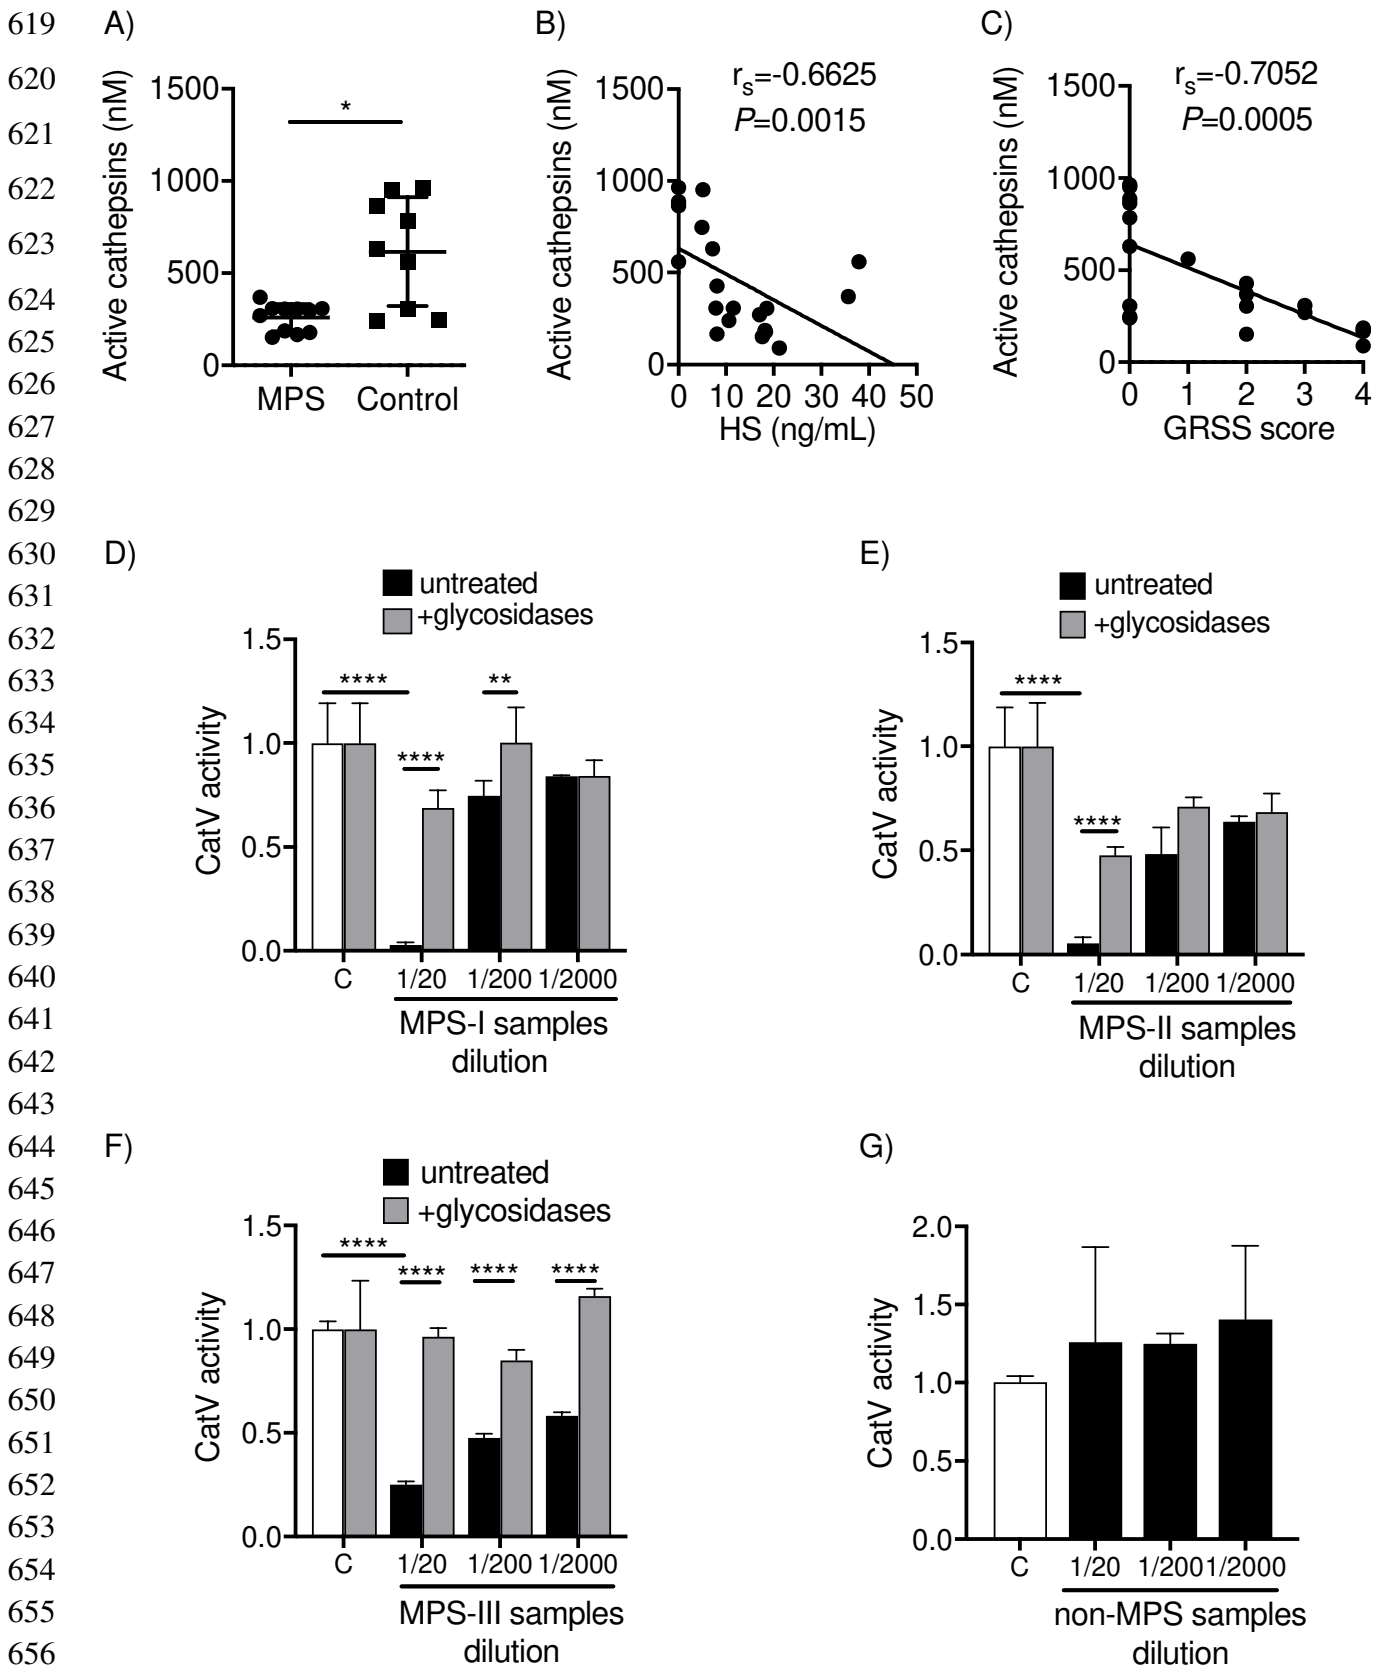 619
620
621
622
623
624
625
626
627
628
629
630
631
632
633
634
635
636
637
638
639
640
641
642
643
644
645
646
647
648
649
650
651
652
653
654
655
656
A)
Active cathepsins (nM)
1500
1000
500
0
*
MPS Control
B)
Active cathepsins (nM)
1500
1000
500
0
rs=-0.6625
P=0.0015
0 10 20 30 40 50
HS (ng/mL)
C)
Active cathepsins (nM)
1500
1000
500
0
rs=-0.7052
P=0.0005
0 1 2 3 4
GRSS score
D)
untreated
+glycosidases
CatV activity
1.5
1.0
0.5
0.0
**** **
****
C 1/20 1/200 1/2000
MPS-I samples
dilution
E)
untreated
+glycosidases
CatV activity
1.5
1.0
0.5
0.0
****
****
C 1/20 1/200 1/2000
MPS-II samples
dilution
F)
untreated
+glycosidases
CatV activity
1.5
1.0
0.5
0.0
****
**** **** ****
C 1/20 1/200 1/2000
MPS-III samples
dilution
G)
CatV activity
2.0
1.5
1.0
0.5
0.0
C 1/20 1/200 1/2000
non-MPS samples
dilution